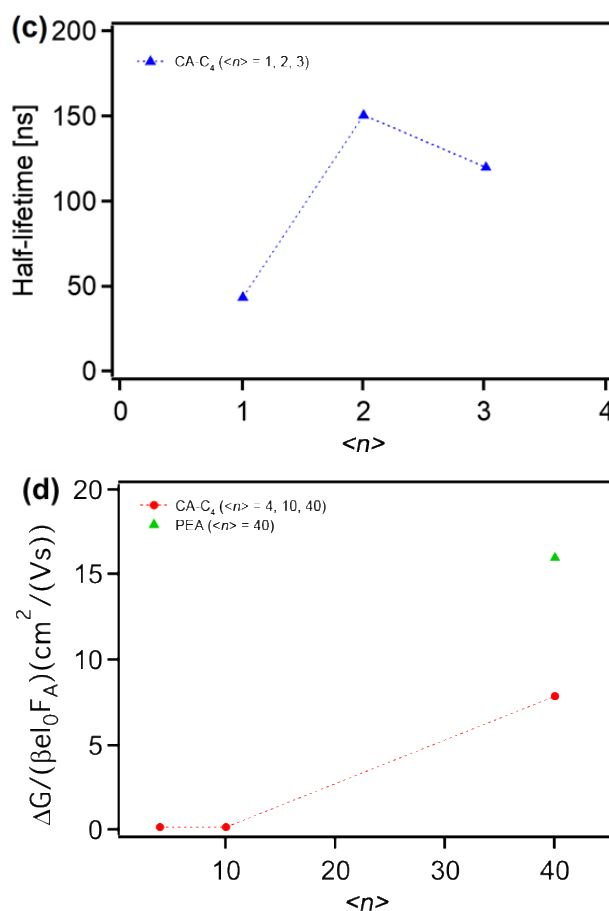 (c)
200
150
100
50
0
Half-lifetime [ns]
CA-C₄ (<n> = 1, 2, 3)
0 1 2 3 4
<n>
(d)
20
15
10
5
0
ΔG/(βeI₀F_A)(cm²/(Vs))
CA-C₄ (<n> = 4, 10, 40)
PEA (<n> = 40)
10 20 30 40
<n>